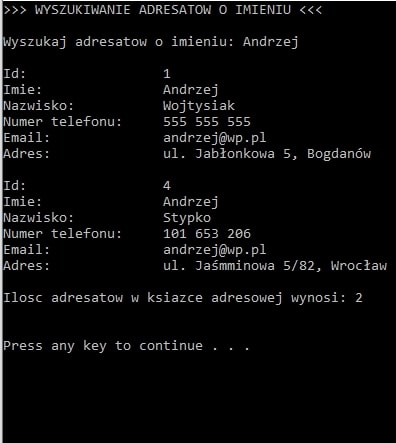 >>> WYSZUKIWANIE ADRESATOW O IMIENIU <<<
Wyszukaj adresatow o imieniu: Andrzej
Id: 1
Imie: Andrzej
Nazwisko: Wojtysiak
Numer telefonu: 555 555 555
Email: andrzej@wp.pl
Adres: ul. Jabłonkowa 5, Bogdanów
Id: 4
Imie: Andrzej
Nazwisko: Stypko
Numer telefonu: 101 653 206
Email: andrzej@wp.pl
Adres: ul. Jaśmminowa 5/82, Wrocław
Ilosc adresatow w ksiazce adresowej wynosi: 2
Press any key to continue . . .